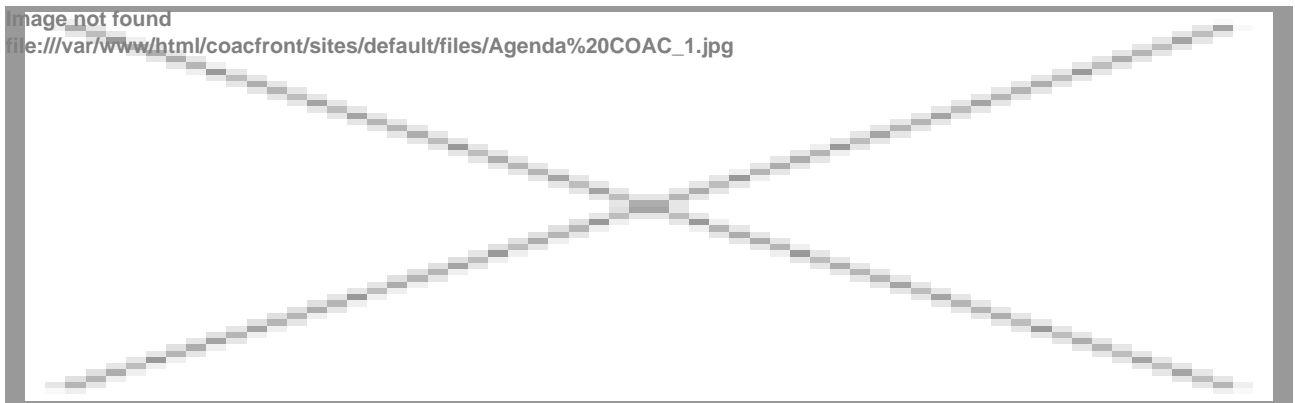 Image not found
file:///var/www/html/coacfront/sites/default/files/Agenda%20COAC_1.jpg